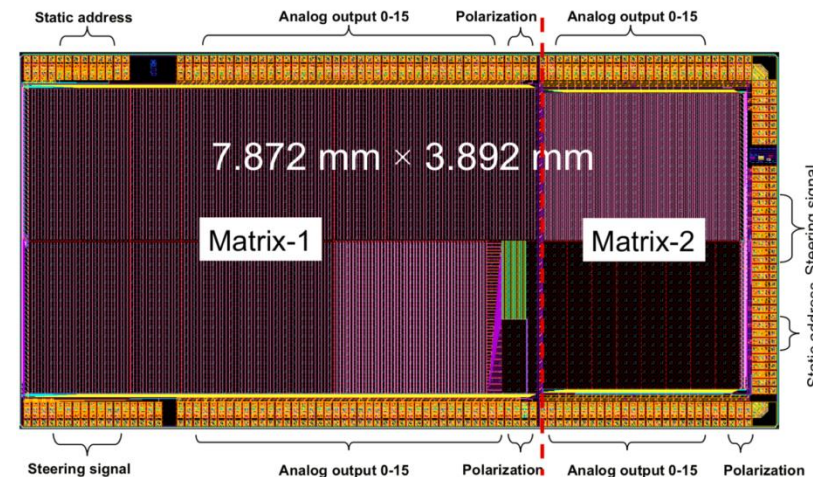 Static address
Analog output 0-15
Polarization
Analog output 0-15
7.872 mm × 3.892 mm
Matrix-1
Matrix-2
Steering signal
Static address
Steering signal
Analog output 0-15
Polarization
Analog output 0-15
Polarization